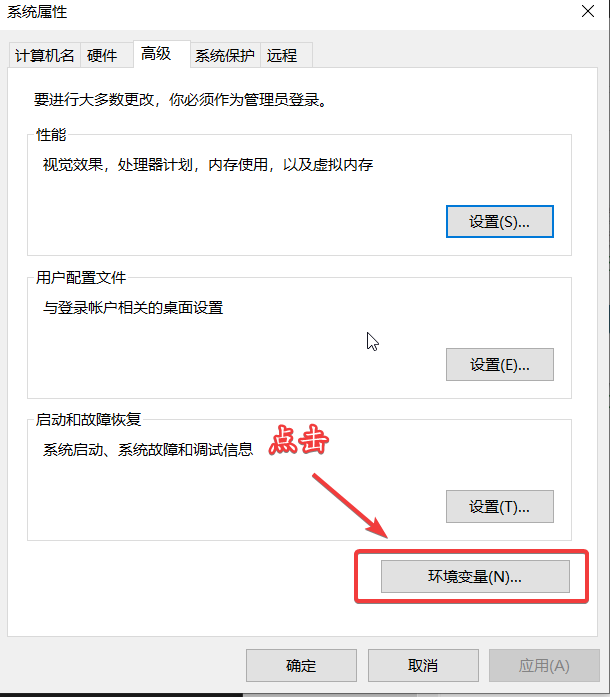 系统属性
计算机名 硬件 高级 系统保护 远程
要进行大多数更改，你必须作为管理员登录。
性能
视觉效果，处理器计划，内存使用，以及虚拟内存
设置(S)...
用户配置文件
与登录帐户相关的桌面设置
设置(E)...
启动和故障恢复
系统启动、系统故障和调试信息
点击
设置(T)...
环境变量(N)...
确定 取消 应用(A)